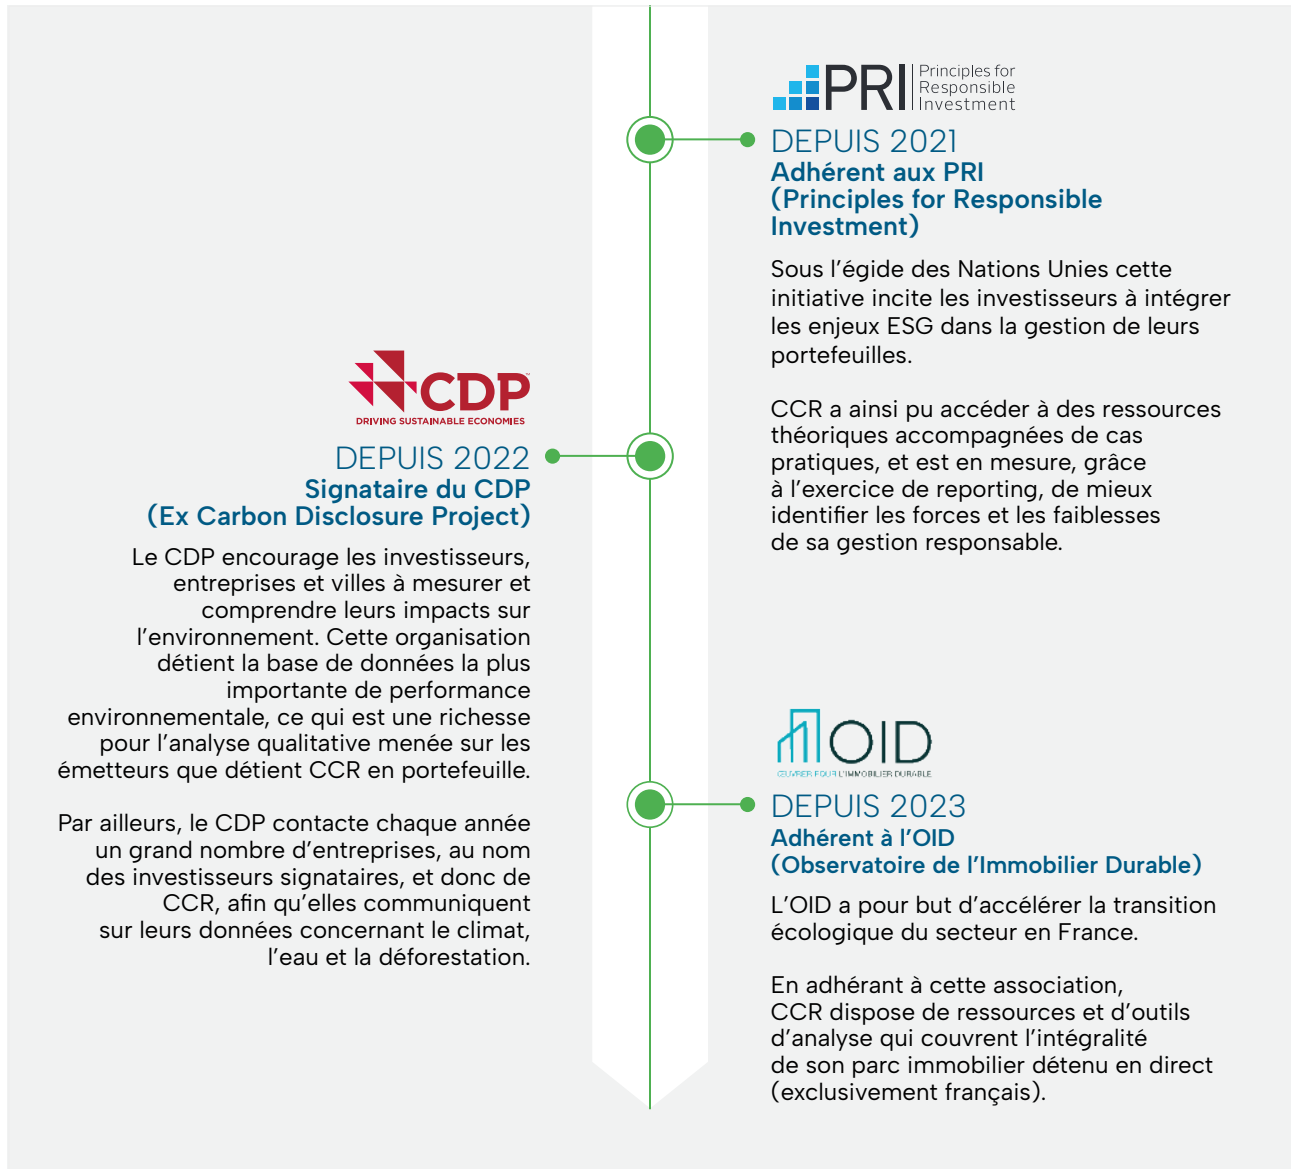 PRI
Principles for
Responsible
Investment
DEPUIS 2021
Adhérent aux PRI
(Principles for Responsible
Investment)
Sous l’égide des Nations Unies cette
initiative incite les investisseurs à intégrer
les enjeux ESG dans la gestion de leurs
portefeuilles.
CCR a ainsi pu accéder à des ressources
théoriques accompagnées de cas
pratiques, et est en mesure, grâce
à l’exercice de reporting, de mieux
identifier les forces et les faiblesses
de sa gestion responsable.
CDP
DRIVING SUSTAINABLE ECONOMIES
DEPUIS 2022
Signataire du CDP
(Ex Carbon Disclosure Project)
Le CDP encourage les investisseurs,
entreprises et villes à mesurer et
comprendre leurs impacts sur
l’environnement. Cette organisation
détient la base de données la plus
importante de performance
environnementale, ce qui est une richesse
pour l’analyse qualitative menée sur les
émetteurs que détient CCR en portefeuille.
Par ailleurs, le CDP contacte chaque année
un grand nombre d’entreprises, au nom
des investisseurs signataires, et donc de
CCR, afin qu’elles communiquent
sur leurs données concernant le climat,
l’eau et la déforestation.
OID
ŒUVRER POUR L’IMMOBILIER DURABLE
DEPUIS 2023
Adhérent à l’OID
(Observatoire de l’Immobilier Durable)
L’OID a pour but d’accélérer la transition
écologique du secteur en France.
En adhérant à cette association,
CCR dispose de ressources et d’outils
d’analyse qui couvrent l’intégralité
de son parc immobilier détenu en direct
(exclusivement français).